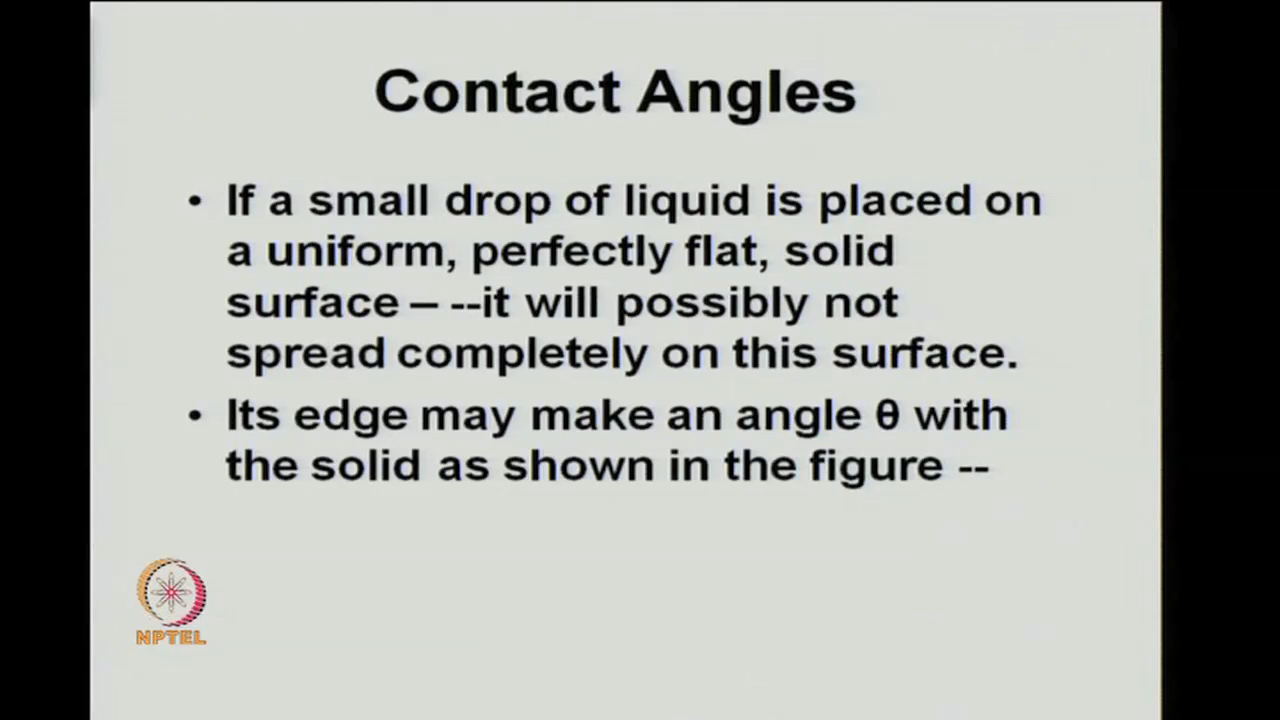 Contact Angles
• If a small drop of liquid is placed on
a uniform, perfectly flat, solid
surface – --it will possibly not
spread completely on this surface.
• Its edge may make an angle θ with
the solid as shown in the figure --
NPTEL